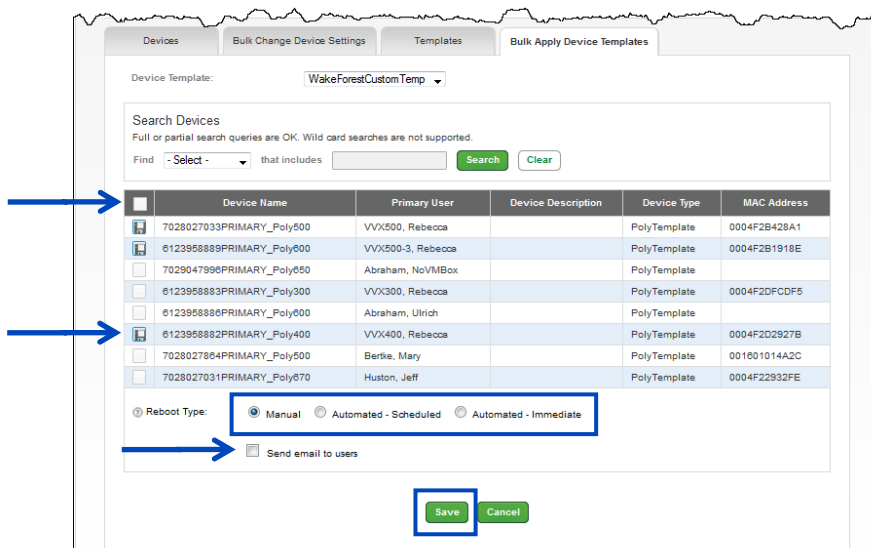 Devices Bulk Change Device Settings Templates Bulk Apply Device Templates
Device Template: WakeForestCustomTemp
Search Devices
Full or partial search queries are OK. Wild card searches are not supported.
Find - Select - that includes Search Clear
Device Name Primary User Device Description Device Type MAC Address
7028027033PRIMARY_Poly500 VVX500, Rebecca PolyTemplate 0004F2B428A1
6123958889PRIMARY_Poly600 VVX500-3, Rebecca PolyTemplate 0004F2B1918E
7029047996PRIMARY_Poly650 Abraham, NoVMBox PolyTemplate
6123958883PRIMARY_Poly300 VVX300, Rebecca PolyTemplate 0004F2DFCDF5
6123958886PRIMARY_Poly600 Abraham, Ulrich PolyTemplate
6123958882PRIMARY_Poly400 VVX400, Rebecca PolyTemplate 0004F2D2927B
7028027864PRIMARY_Poly500 Bertke, Mary PolyTemplate 001601014A2C
7028027031PRIMARY_Poly670 Huston, Jeff PolyTemplate 0004F22932FE
Reboot Type: Manual Automated - Scheduled Automated - Immediate
Send email to users
Save Cancel